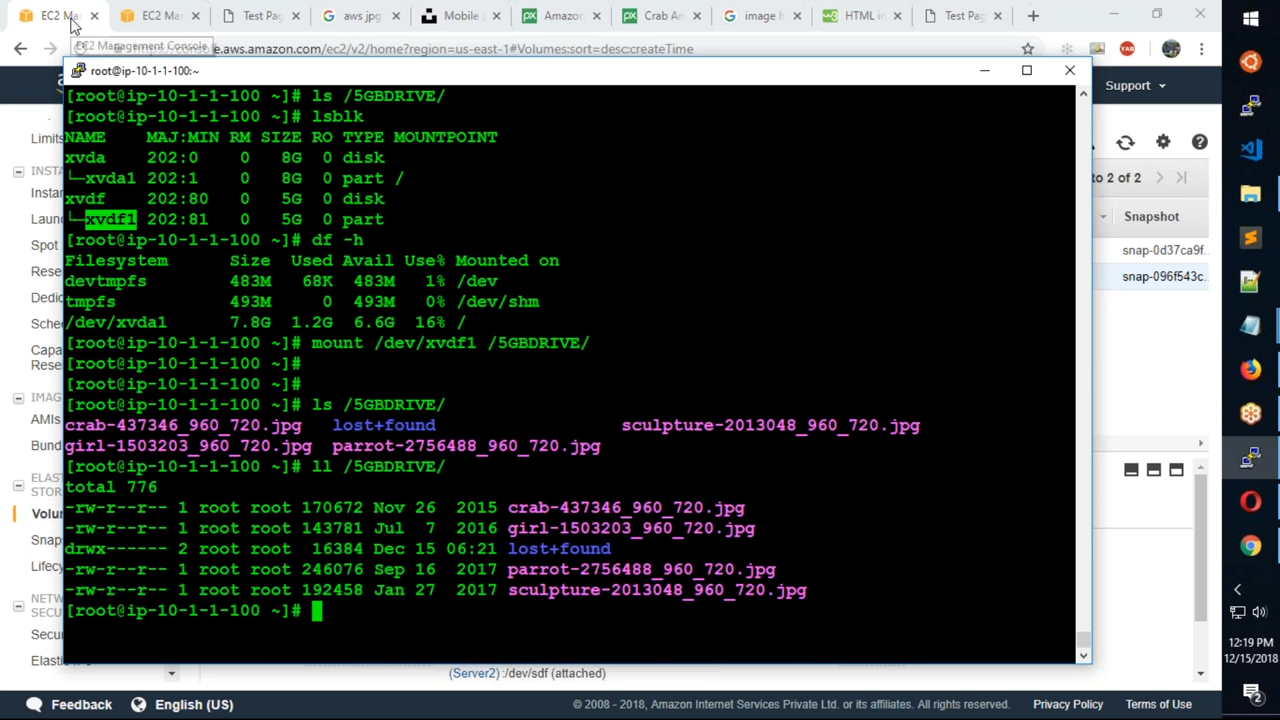 EC2 Ma
EC2 Ma
Test Pag
aws jpg
Mobile
Amazon
Crab An
image h
HTML in
Test Pag
EC2 Management Console
console.aws.amazon.com/ec2/v2/home?region=us-east-1#Volumes:sort=desc:createTime
root@ip-10-1-1-100:~
Support
[root@ip-10-1-1-100 ~]# ls /5GBDRIVE/
[root@ip-10-1-1-100 ~]# lsblk
NAME MAJ:MIN RM SIZE RO TYPE MOUNTPOINT
xvda 202:0 0 8G 0 disk
└─xvda1 202:1 0 8G 0 part /
xvdf 202:80 0 5G 0 disk
└─xvdf1 202:81 0 5G 0 part
[root@ip-10-1-1-100 ~]# df -h
Filesystem Size Used Avail Use% Mounted on
devtmpfs 483M 68K 483M 1% /dev
tmpfs 493M 0 493M 0% /dev/shm
/dev/xvda1 7.8G 1.2G 6.6G 16% /
[root@ip-10-1-1-100 ~]# mount /dev/xvdf1 /5GBDRIVE/
[root@ip-10-1-1-100 ~]#
[root@ip-10-1-1-100 ~]#
[root@ip-10-1-1-100 ~]# ls /5GBDRIVE/
crab-437346_960_720.jpg lost+found sculpture-2013048_960_720.jpg
girl-1503203_960_720.jpg parrot-2756488_960_720.jpg
[root@ip-10-1-1-100 ~]# ll /5GBDRIVE/
total 776
-rw-r--r-- 1 root root 170672 Nov 26 2015 crab-437346_960_720.jpg
-rw-r--r-- 1 root root 143781 Jul 7 2016 girl-1503203_960_720.jpg
drwx------ 2 root root 16384 Dec 15 06:21 lost+found
-rw-r--r-- 1 root root 246076 Sep 16 2017 parrot-2756488_960_720.jpg
-rw-r--r-- 1 root root 192458 Jan 27 2017 sculpture-2013048_960_720.jpg
[root@ip-10-1-1-100 ~]#
Limits
INST
Instan
Laun
Spot
Rese
Dedic
Sche
Capa
Rese
IMAG
AMIs
Bund
ELAS
STOR
Volu
Snap
Lifec
NETW
SECU
Secu
Elasti
to 2 of 2
Snapshot
snap-0d37ca9f.
snap-096f543c.
(Server2) :/dev/sdf (attached)
Feedback
English (US)
© 2008 - 2018, Amazon Internet Services Private Ltd. or its affiliates. All rights reserved.
Privacy Policy
Terms of Use
YAB
12:19 PM
12/15/2018
2